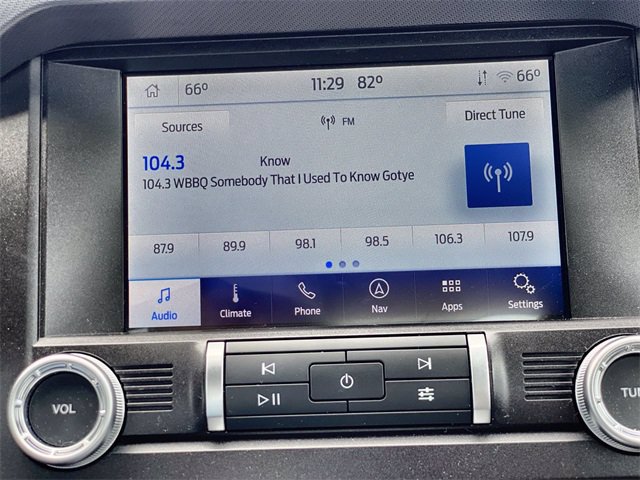 66° 11:29 82° 66°
Sources FM Direct Tune
104.3 Know
104.3 WBBQ Somebody That I Used To Know Gotye
87.9 89.9 98.1 98.5 106.3 107.9
Audio Climate Phone Nav Apps Settings
VOL TUN